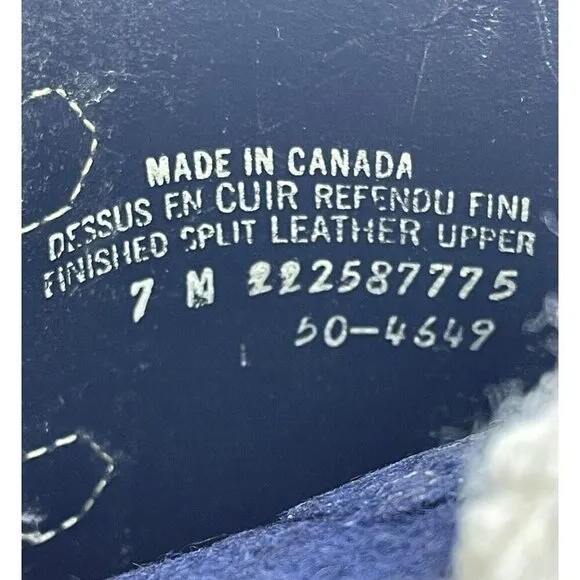 MADE IN CANADA
DESSUS EN CUIR REFENDU FINI
FINISHED SPLIT LEATHER UPPER
7 M 222587775
50-4649